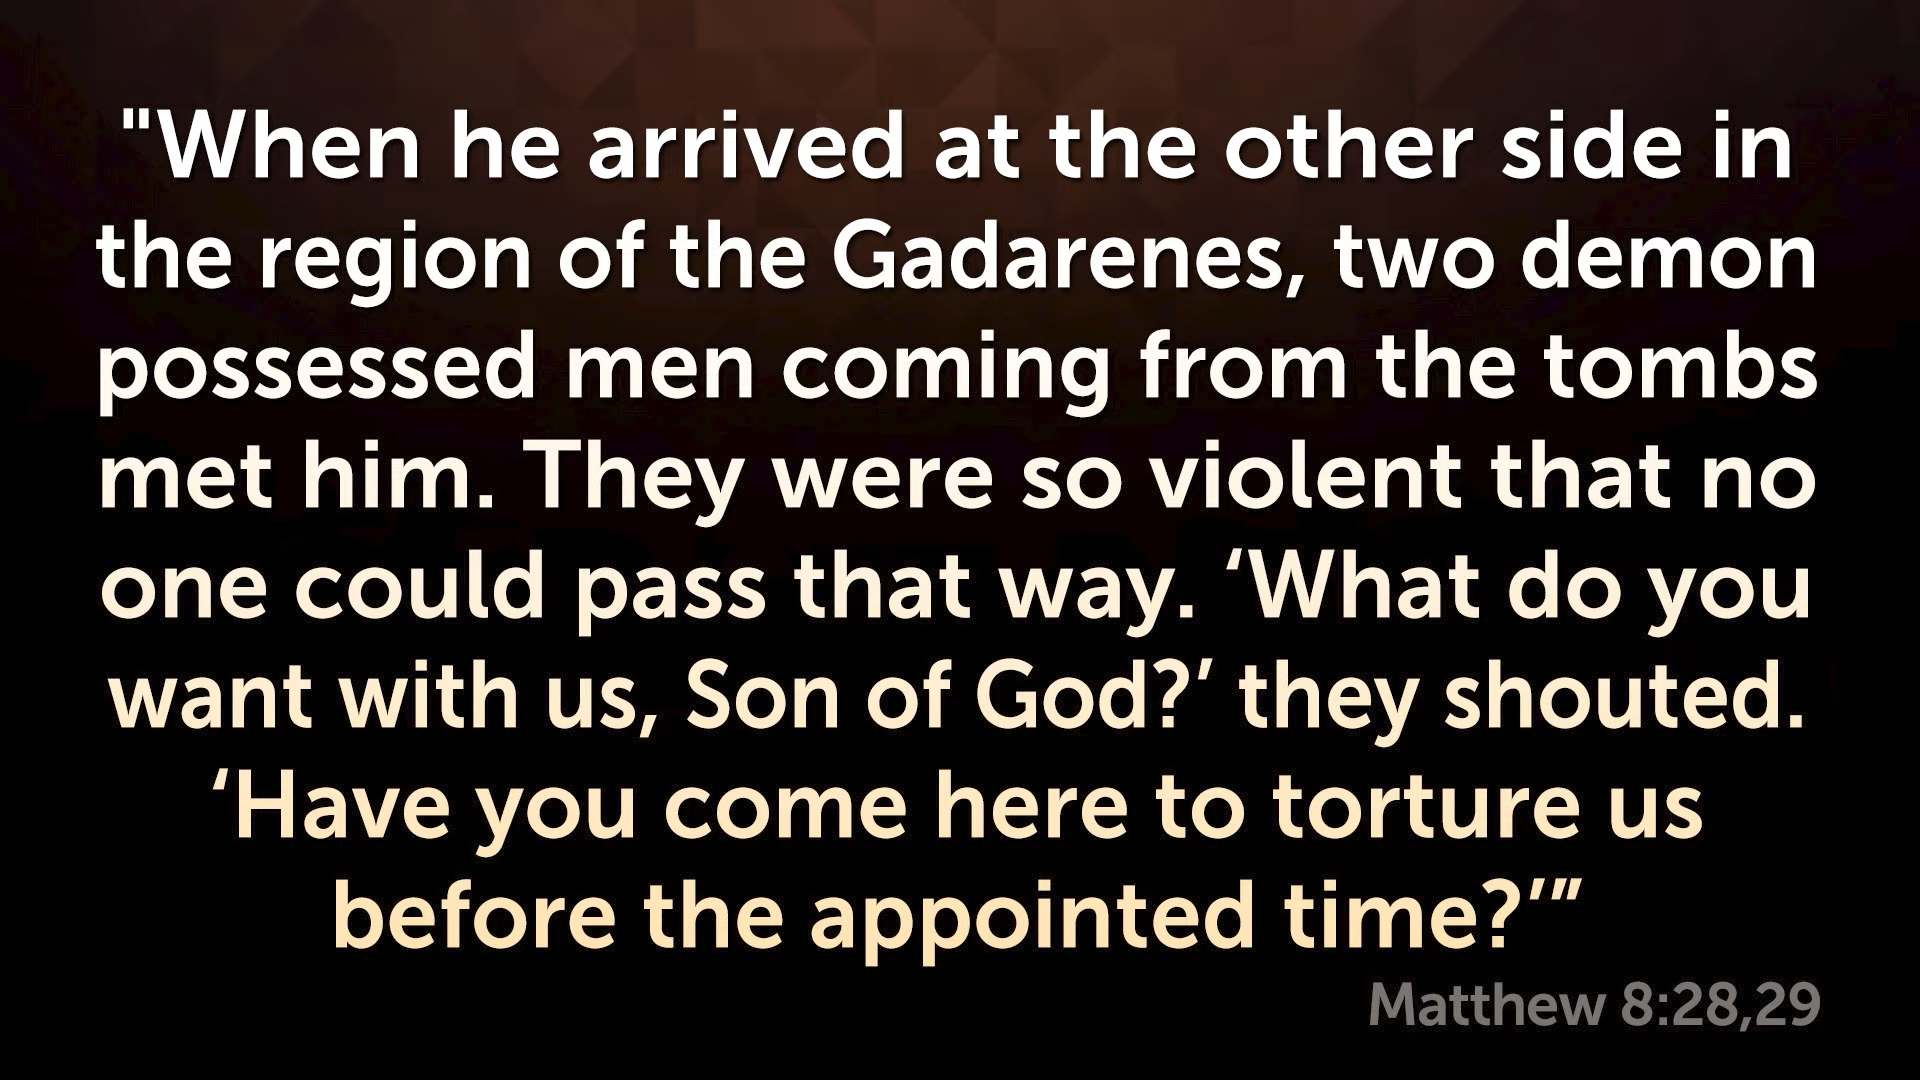 "When he arrived at the other side in
the region of the Gadarenes, two demon
possessed men coming from the tombs
met him. They were so violent that no
one could pass that way. ‘What do you
want with us, Son of God?’ they shouted.
‘Have you come here to torture us
before the appointed time?’”
Matthew 8:28,29